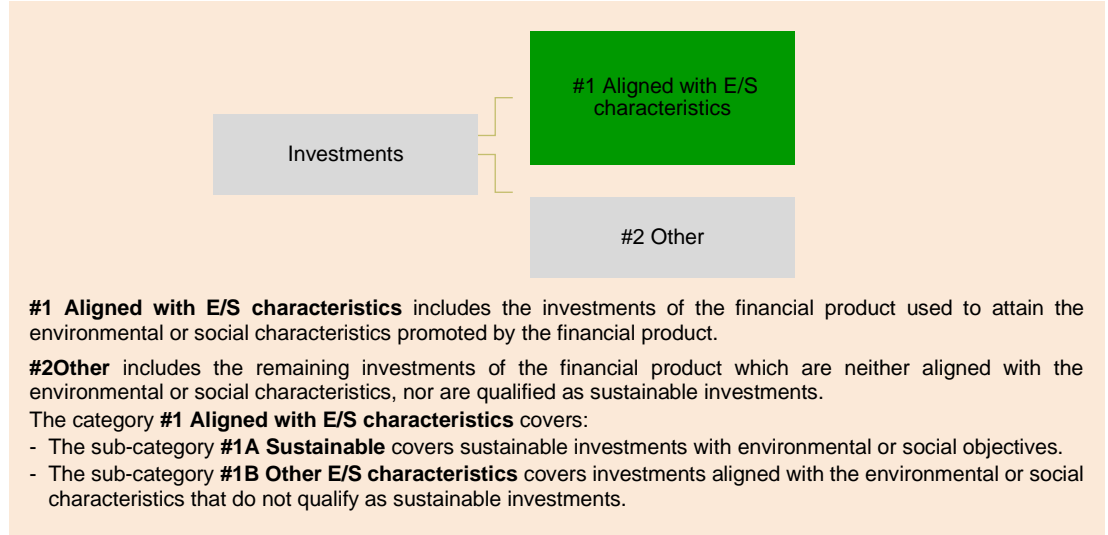 #1 Aligned with E/S
characteristics
Investments
#2 Other
#1 Aligned with E/S characteristics includes the investments of the financial product used to attain the
environmental or social characteristics promoted by the financial product.
#2Other includes the remaining investments of the financial product which are neither aligned with the
environmental or social characteristics, nor are qualified as sustainable investments.
The category #1 Aligned with E/S characteristics covers:
- The sub-category #1A Sustainable covers sustainable investments with environmental or social objectives.
- The sub-category #1B Other E/S characteristics covers investments aligned with the environmental or social
characteristics that do not qualify as sustainable investments.